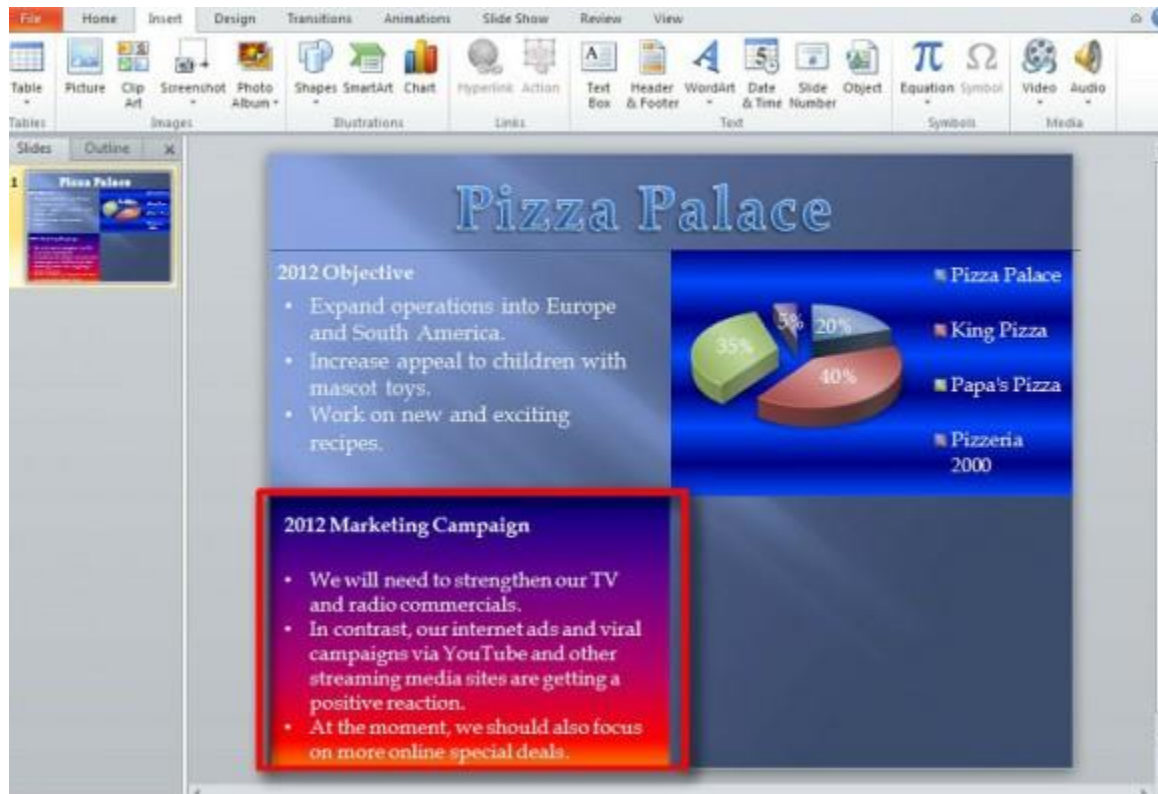 File Home Insert Design Transitions Animations Slide Show Review View
Table Picture Clip Art Screenshot Photo Album Shapes SmartArt Chart Hyperlink Action Text Box Header & Footer WordArt Date & Time Slide Number Object Equation Symbol Video Audio
Tables Images Illustrations Links Text Symbols Media
Slides Outline
1
Pizza Palace
Pizza Palace
2012 Objective
• Expand operations into Europe
and South America.
• Increase appeal to children with
mascot toys.
• Work on new and exciting
recipes.
5% 20%
35%
40%
Pizza Palace
King Pizza
Papa's Pizza
Pizzeria
2000
2012 Marketing Campaign
• We will need to strengthen our TV
and radio commercials.
• In contrast, our internet ads and viral
campaigns via YouTube and other
streaming media sites are getting a
positive reaction.
• At the moment, we should also focus
on more online special deals.